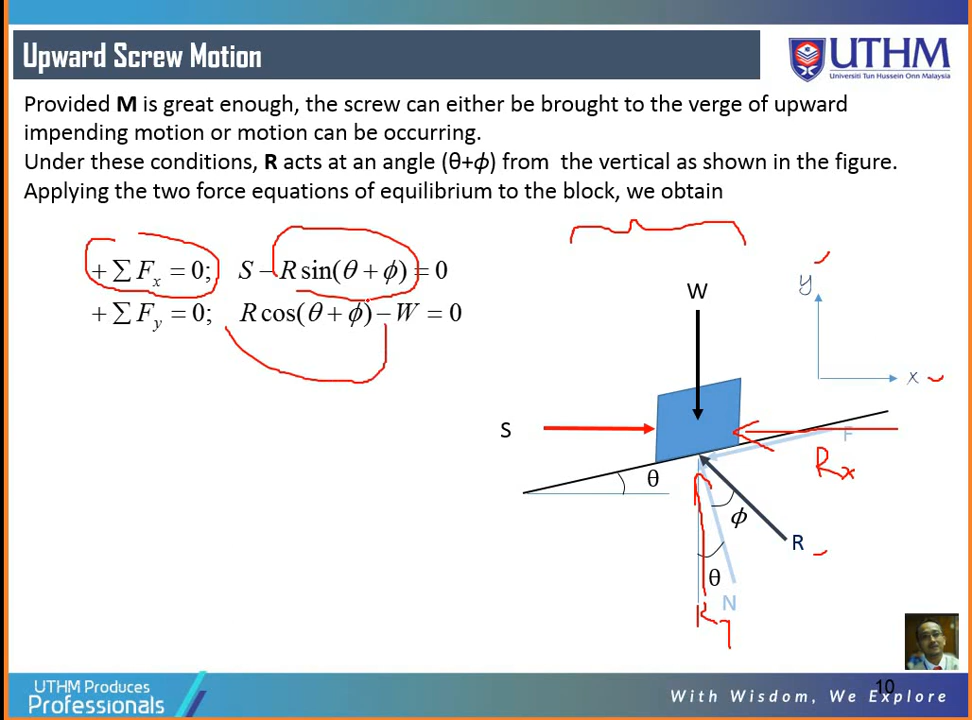 Upward Screw Motion
UTHM
Universiti Tun Hussein Onn Malaysia
Provided M is great enough, the screw can either be brought to the verge of upward
impending motion or motion can be occurring.
Under these conditions, R acts at an angle (θ+ϕ) from the vertical as shown in the figure.
Applying the two force equations of equilibrium to the block, we obtain
+ ∑ Fx = 0; S − R sin(θ + ϕ) = 0
+ ∑ Fy = 0; R cos(θ + ϕ) − W = 0
y
W
x
S
F
Rx
θ
ϕ
R
θ
N
Ry
UTHM Produces
Professionals
10
With Wisdom, We Explore